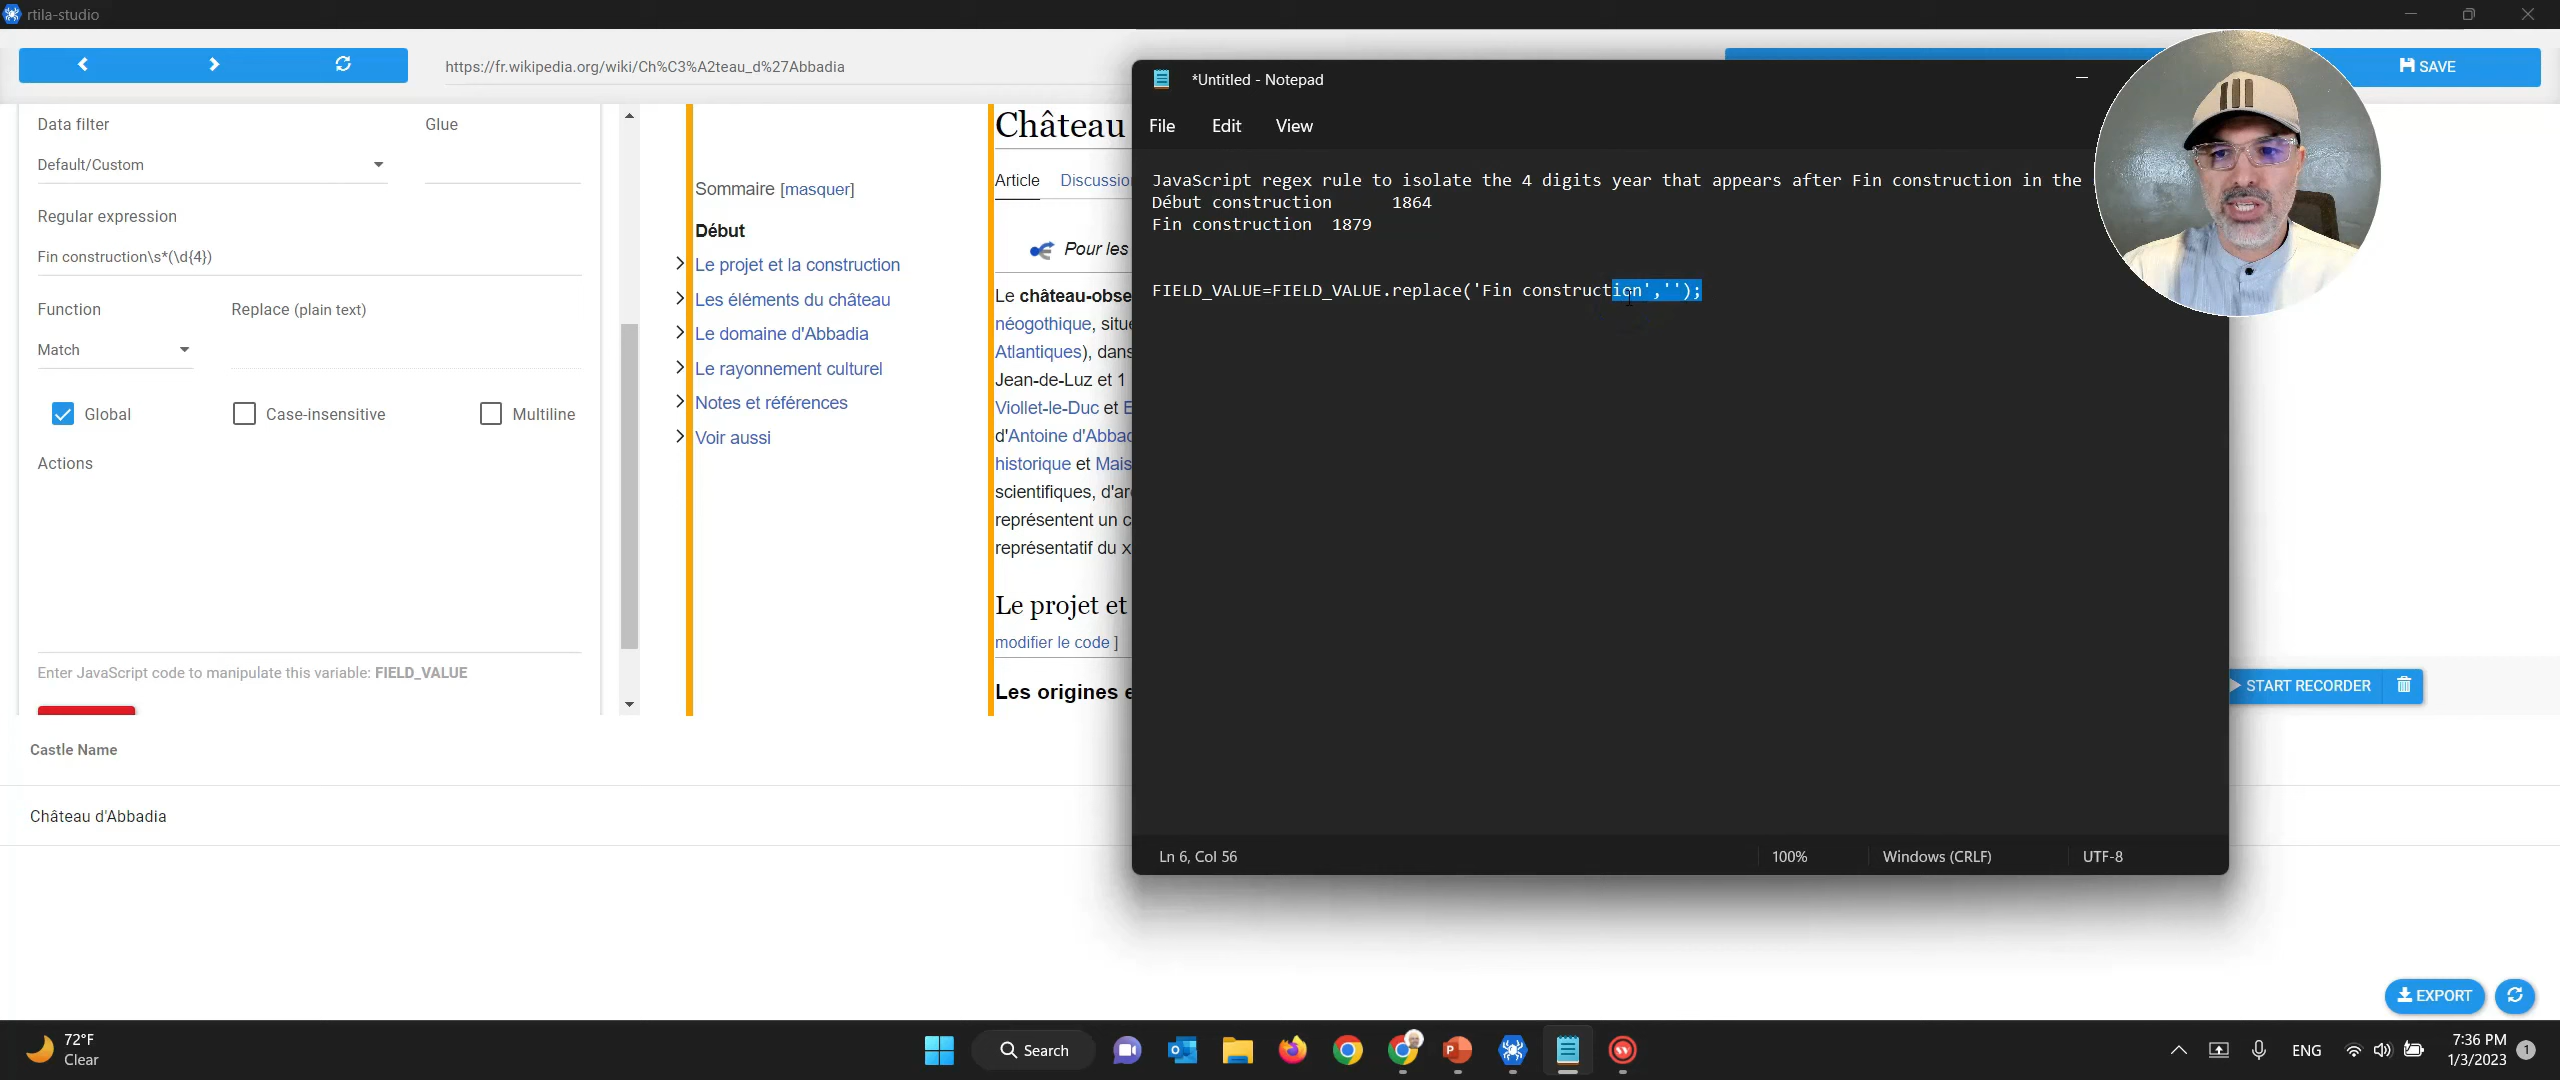 rtila-studio
https://fr.wikipedia.org/wiki/Ch%C3%A2teau_d%27Abbadia
SAVE
Data filter
Glue
Default/Custom
Regular expression
Fin construction\s*(\d{4})
Function
Replace (plain text)
Match
Global
Case-insensitive
Multiline
Actions
Enter JavaScript code to manipulate this variable: FIELD_VALUE
Sommaire [masquer]
Début
Le projet et la construction
Les éléments du château
Le domaine d'Abbadia
Le rayonnement culturel
Notes et références
Voir aussi
Château
Article Discussio
Pour les
Le château-obse
néogothique, situé
Atlantiques), dans
Jean-de-Luz et 1
Viollet-le-Duc et E
d'Antoine d'Abbad
historique et Mais
scientifiques, d'ar
représentent un c
représentatif du x
Le projet et
modifier le code ]
Les origines e
*Untitled - Notepad
File Edit View
JavaScript regex rule to isolate the 4 digits year that appears after Fin construction in the
Début construction 1864
Fin construction 1879
FIELD_VALUE=FIELD_VALUE.replace('Fin construction','');
Ln 6, Col 56
100%
Windows (CRLF)
UTF-8
START RECORDER
Castle Name
Château d'Abbadia
EXPORT
72°F
Clear
Search
ENG
7:36 PM
1/3/2023
1